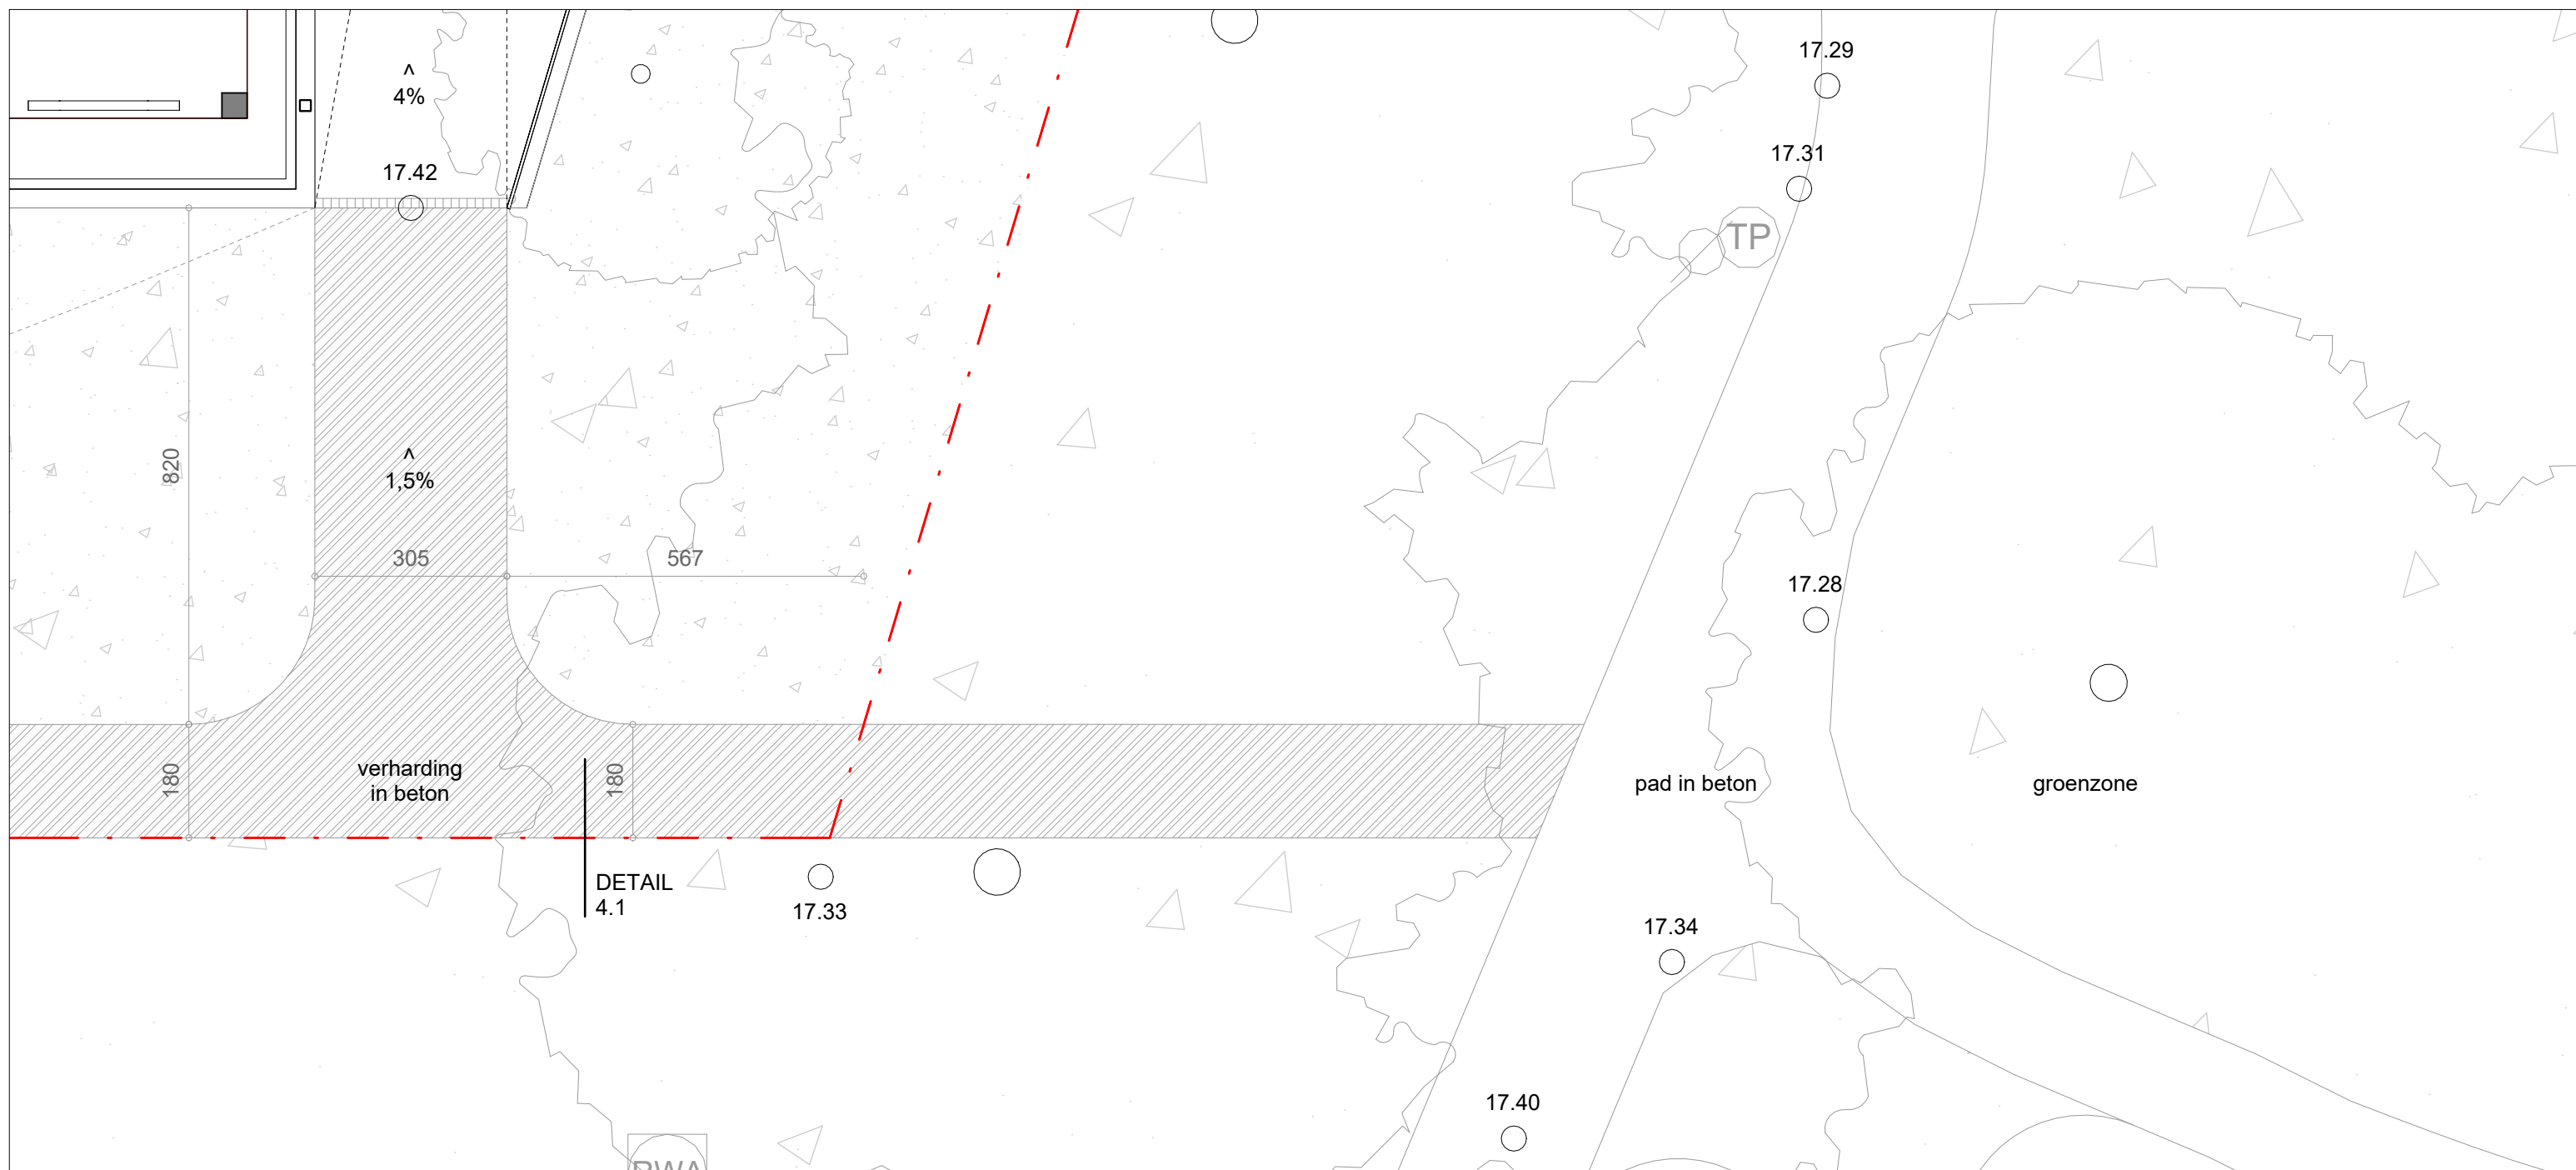 17.29
^
4%
17.31
17.42
TP
820
^
1,5%
305
567
17.28
verharding
in beton
180
180
pad in beton
groenzone
DETAIL
4.1
17.33
17.34
17.40
RWA